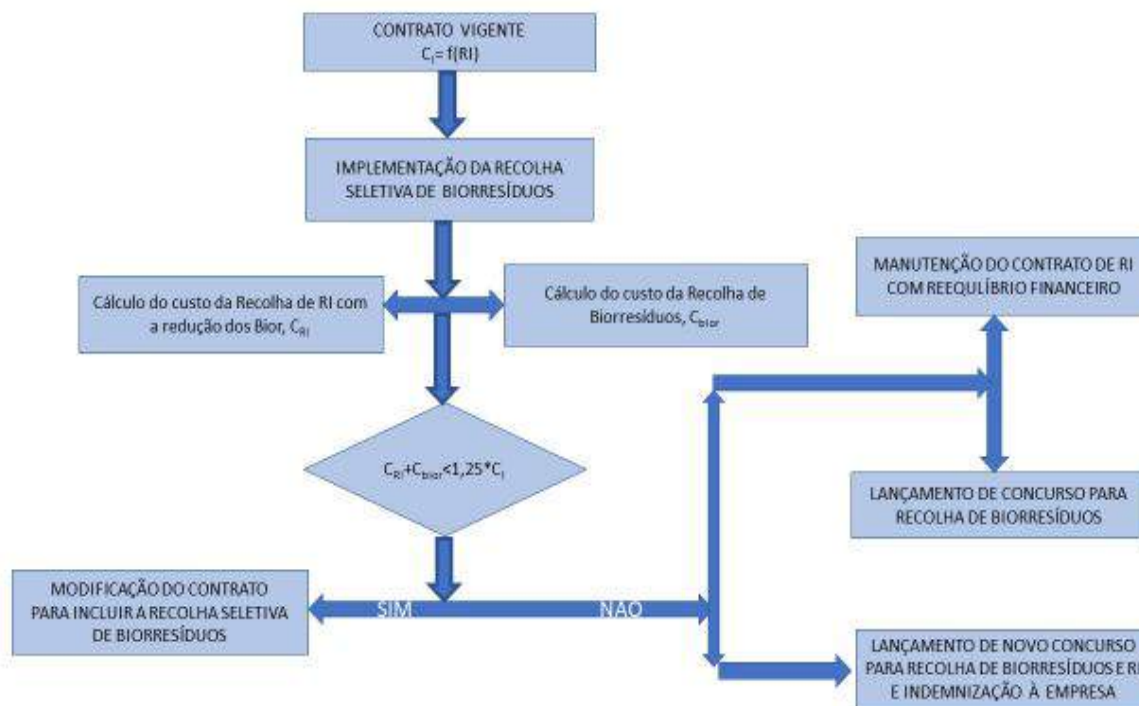 CONTRATO VIGENTE
C_I= f(RI)
IMPLEMENTAÇÃO DA RECOLHA
SELETIVA DE BIORRESÍDUOS
Cálculo do custo da Recolha de RI com
a redução dos Bior, C_RI
Cálculo do custo da Recolha de
Biorresíduos, C_bior
C_RI+C_bior<1,25*C_I
SIM
NAO
MODIFICAÇÃO DO CONTRATO
PARA INCLUIR A RECOLHA SELETIVA
DE BIORRESÍDUOS
MANUTENÇÃO DO CONTRATO DE RI
COM REEQULÍBRIO FINANCEIRO
LANÇAMENTO DE CONCURSO PARA
RECOLHA DE BIORRESÍDUOS
LANÇAMENTO DE NOVO CONCURSO
PARA RECOLHA DE BIORRESÍDUOS E RI
E INDEMNIZAÇÃO À EMPRESA